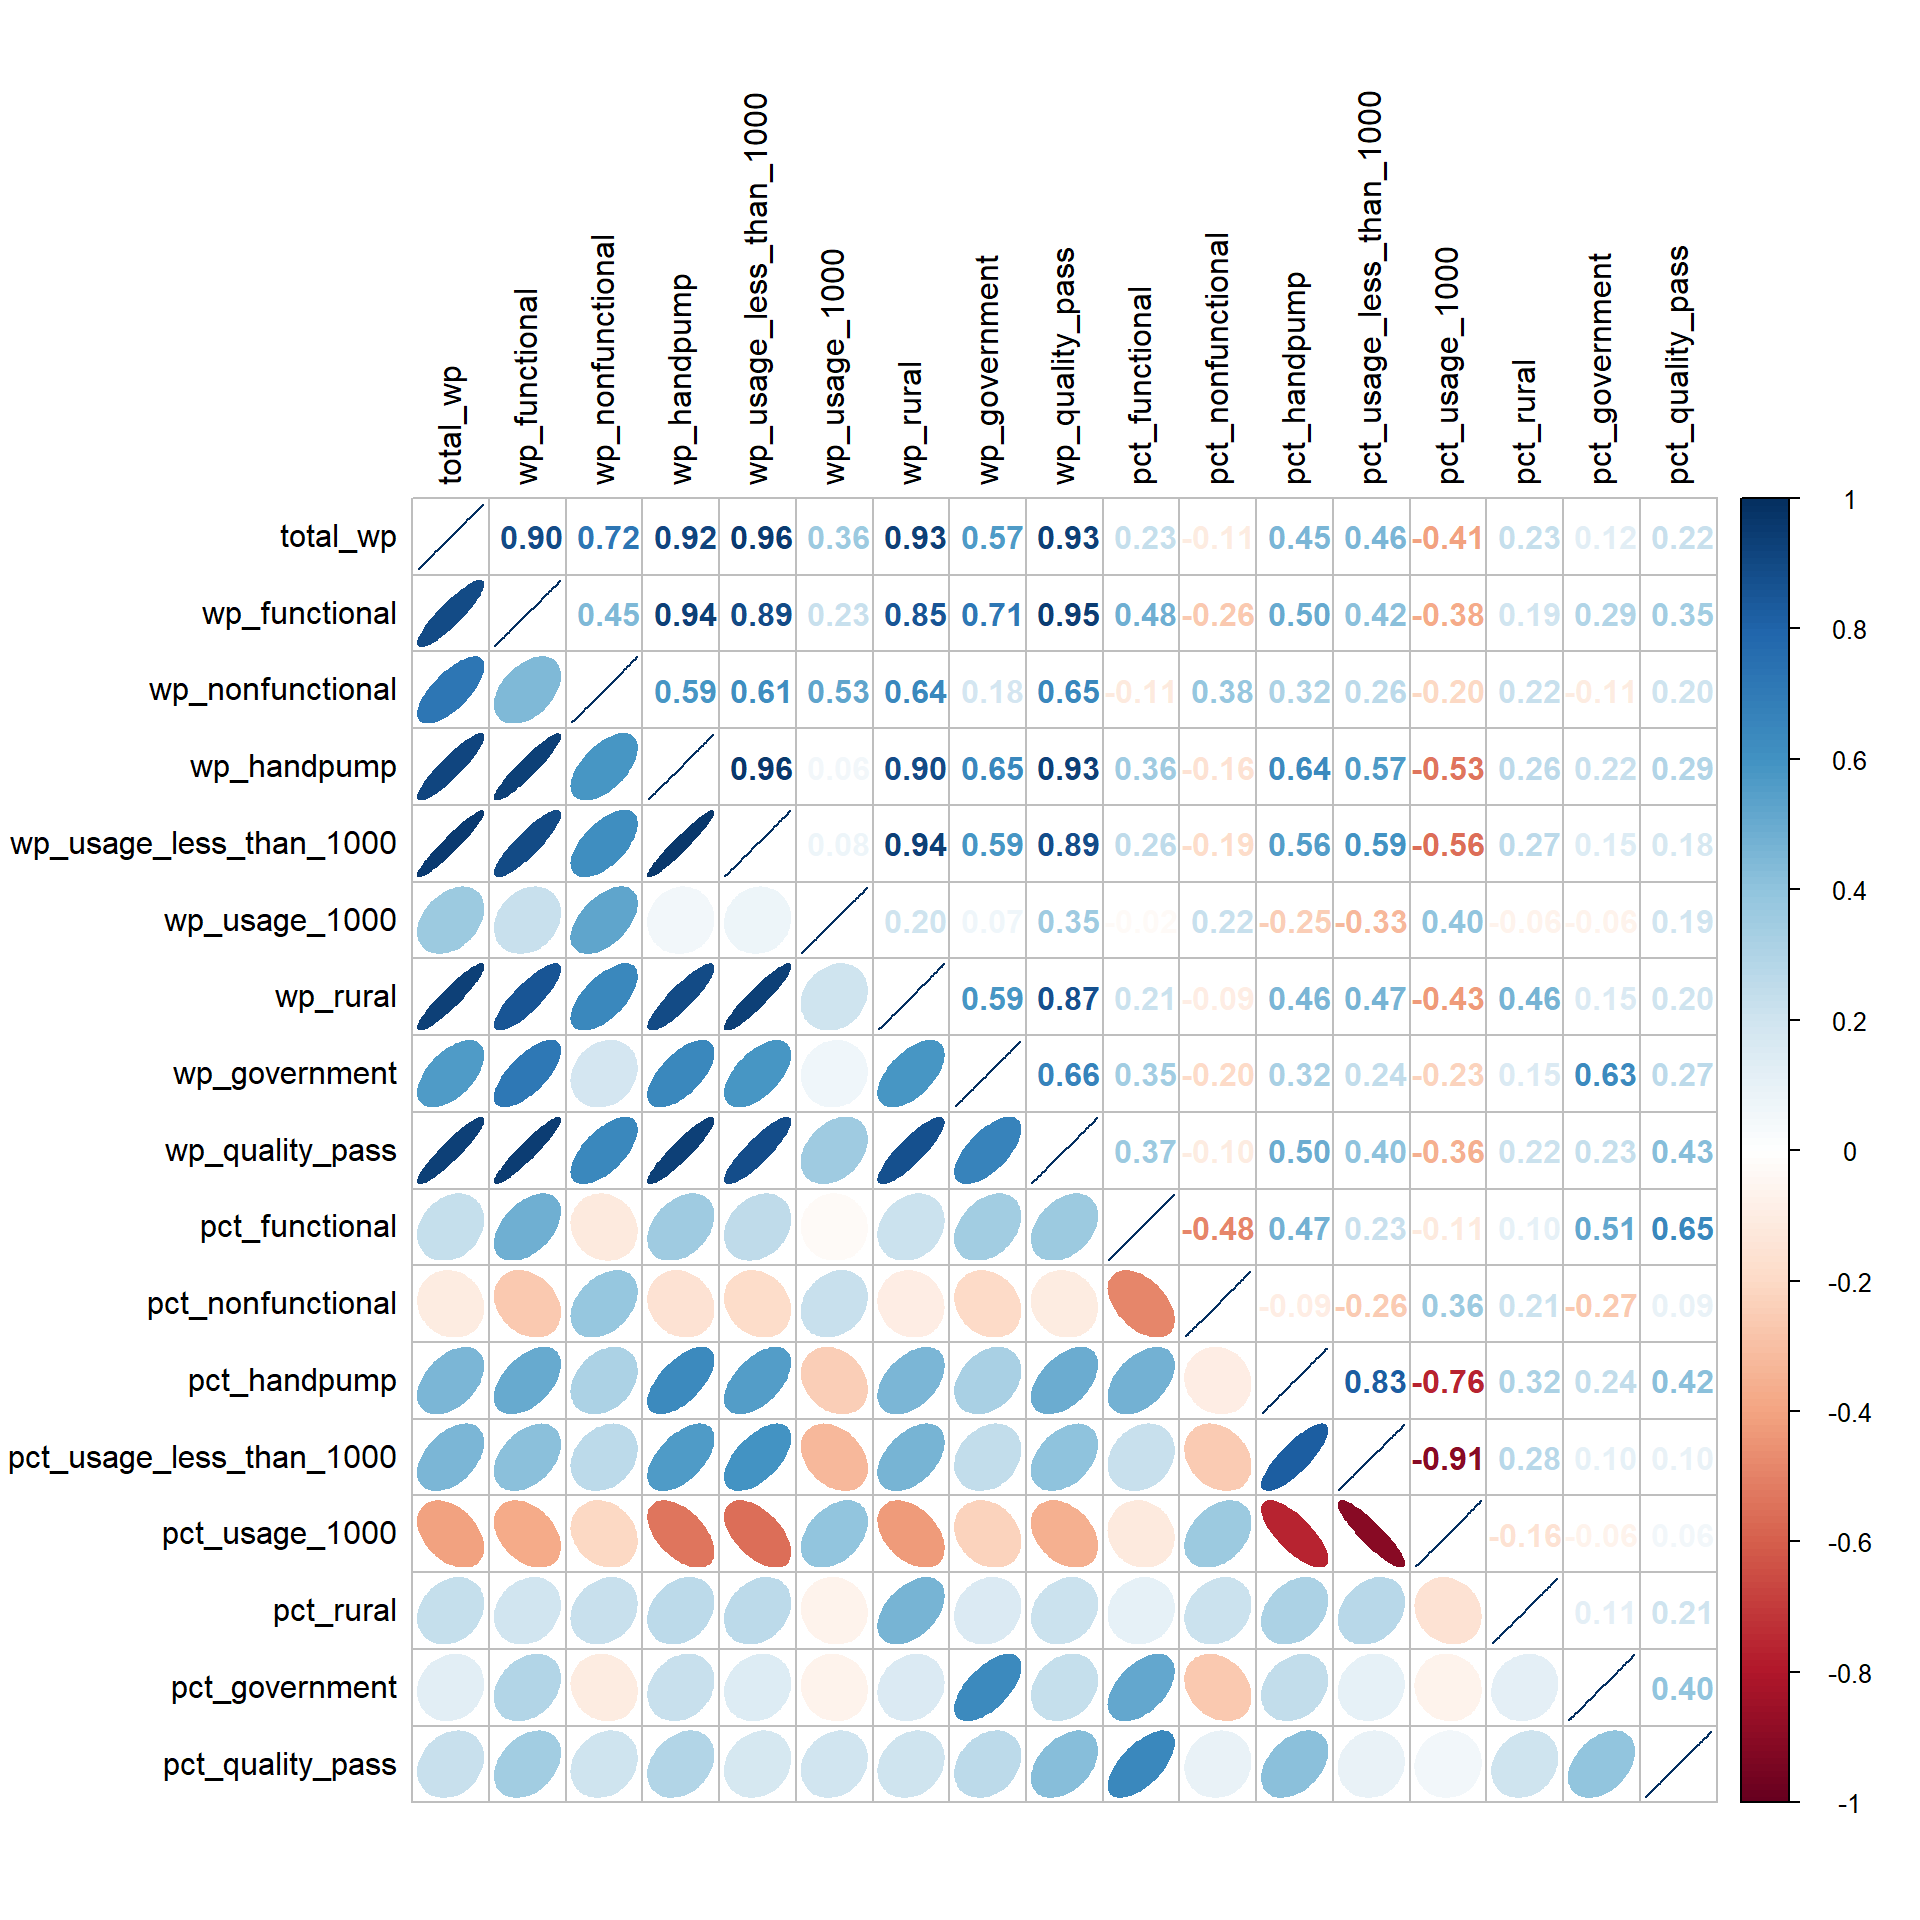 total_wp wp_functional wp_nonfunctional wp_handpump wp_usage_less_than_1000 wp_usage_1000 wp_rural wp_government wp_quality_pass pct_functional pct_nonfunctional pct_handpump pct_usage_less_than_1000 pct_usage_1000 pct_rural pct_government pct_quality_pass
total_wp 0.90 0.72 0.92 0.96 0.36 0.93 0.57 0.93 0.23 -0.11 0.45 0.46 -0.41 0.23 0.12 0.22
wp_functional 0.45 0.94 0.89 0.23 0.85 0.71 0.95 0.48 -0.26 0.50 0.42 -0.38 0.19 0.29 0.35
wp_nonfunctional 0.59 0.61 0.53 0.64 0.18 0.65 -0.11 0.38 0.32 0.26 -0.20 0.22 -0.11 0.20
wp_handpump 0.96 0.06 0.90 0.65 0.93 0.36 -0.16 0.64 0.57 -0.53 0.26 0.22 0.29
wp_usage_less_than_1000 0.08 0.94 0.59 0.89 0.26 -0.19 0.56 0.59 -0.56 0.27 0.15 0.18
wp_usage_1000 0.20 0.07 0.35 -0.02 0.22 -0.25 -0.33 0.40 -0.06 -0.06 0.19
wp_rural 0.59 0.87 0.21 -0.09 0.46 0.47 -0.43 0.46 0.15 0.20
wp_government 0.66 0.35 -0.20 0.32 0.24 -0.23 0.15 0.63 0.27
wp_quality_pass 0.37 -0.10 0.50 0.40 -0.36 0.22 0.23 0.43
pct_functional -0.48 0.47 0.23 -0.11 0.10 0.51 0.65
pct_nonfunctional -0.09 -0.26 0.36 0.21 -0.27 0.09
pct_handpump 0.83 -0.76 0.32 0.24 0.42
pct_usage_less_than_1000 -0.91 0.28 0.10 0.10
pct_usage_1000 -0.16 -0.06 0.06
pct_rural 0.11 0.21
pct_government 0.40
pct_quality_pass
1
0.8
0.6
0.4
0.2
0
-0.2
-0.4
-0.6
-0.8
-1